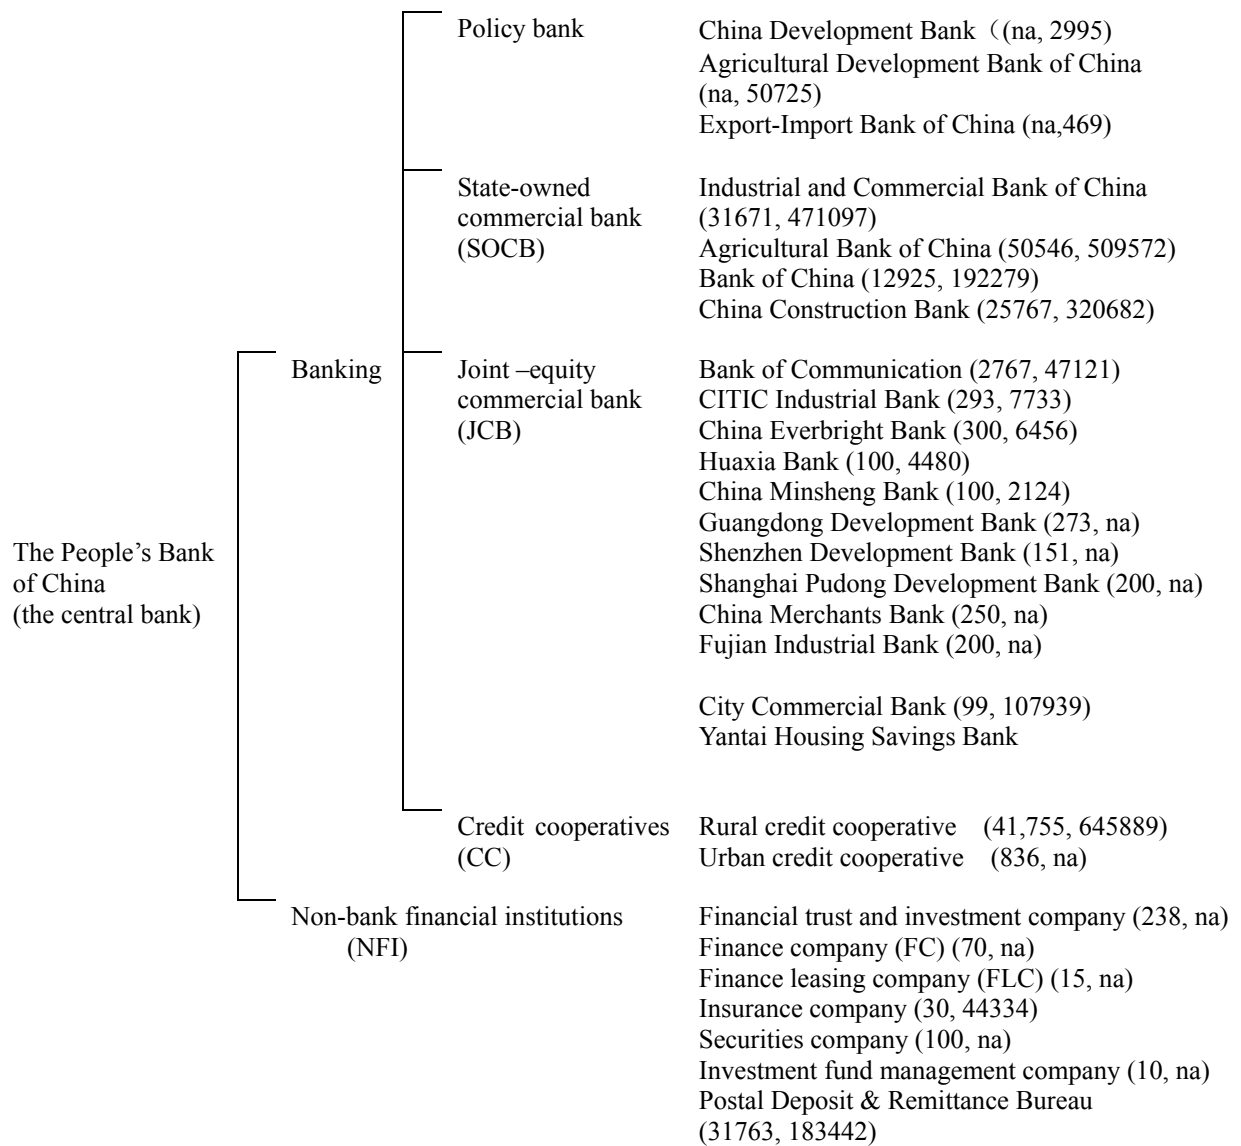 Policy bank
China Development Bank（(na, 2995)
Agricultural Development Bank of China
(na, 50725)
Export-Import Bank of China (na,469)
State-owned
commercial bank
(SOCB)
Industrial and Commercial Bank of China
(31671, 471097)
Agricultural Bank of China (50546, 509572)
Bank of China (12925, 192279)
China Construction Bank (25767, 320682)
Banking
Joint –equity
commercial bank
(JCB)
Bank of Communication (2767, 47121)
CITIC Industrial Bank (293, 7733)
China Everbright Bank (300, 6456)
Huaxia Bank (100, 4480)
China Minsheng Bank (100, 2124)
Guangdong Development Bank (273, na)
Shenzhen Development Bank (151, na)
Shanghai Pudong Development Bank (200, na)
China Merchants Bank (250, na)
Fujian Industrial Bank (200, na)
City Commercial Bank (99, 107939)
Yantai Housing Savings Bank
The People’s Bank
of China
(the central bank)
Credit cooperatives
(CC)
Rural credit cooperative (41,755, 645889)
Urban credit cooperative (836, na)
Non-bank financial institutions
(NFI)
Financial trust and investment company (238, na)
Finance company (FC) (70, na)
Finance leasing company (FLC) (15, na)
Insurance company (30, 44334)
Securities company (100, na)
Investment fund management company (10, na)
Postal Deposit & Remittance Bureau
(31763, 183442)